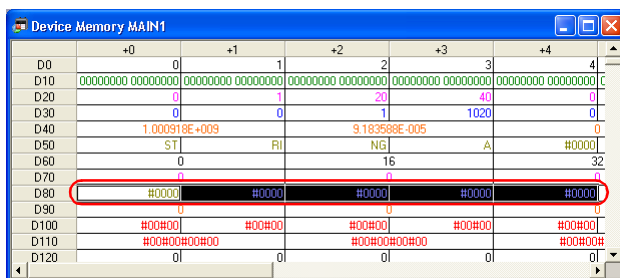 Device Memory MAIN1
+0 +1 +2 +3 +4
D0 0 1 2 3 4
D10 00000000 00000000 00000000 00000000 00000000 00000000 00000000 00000000 00000000 00000000
D20 0 1 20 40 0
D30 0 0 1 1020 0
D40 1.000918E+009 9.183588E-005 0
D50 ST RI NG A #0000
D60 0 16 32
D70 0 0 0
D80 #0000 #0000 #0000 #0000 #0000
D90 0 0 0
D100 #00#00 #00#00 #00#00 #00#00 #00#00
D110 #00#00#00#00 #00#00#00#00 #00#00#
D120 0 0 0 0 0